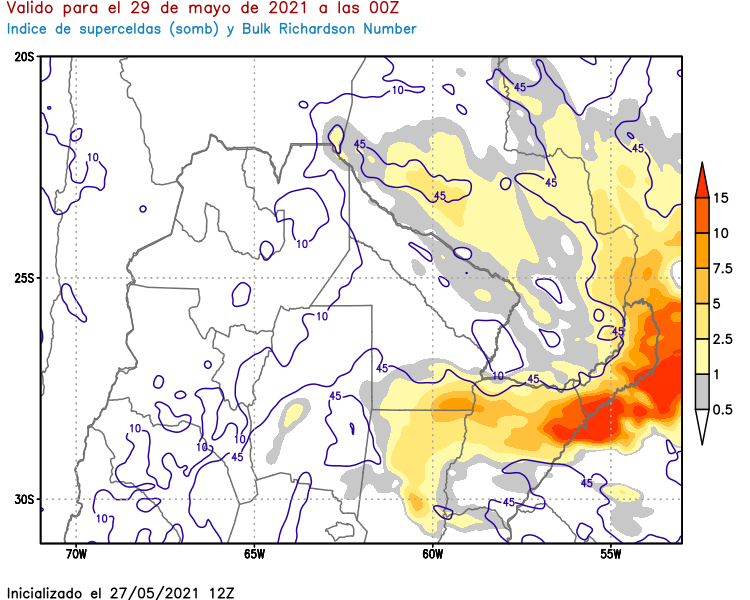 Valido para el 29 de mayo de 2021 a las 00Z
Indice de superceldas (somb) y Bulk Richardson Number
20S
25S
30S
70W
65W
60W
55W
10
45
45
45
10
45
45
10
10
45
45
45
45
10
10
10
10
45
10
45
45
15
10
7.5
5
2.5
1
0.5
Inicializado el 27/05/2021 12Z